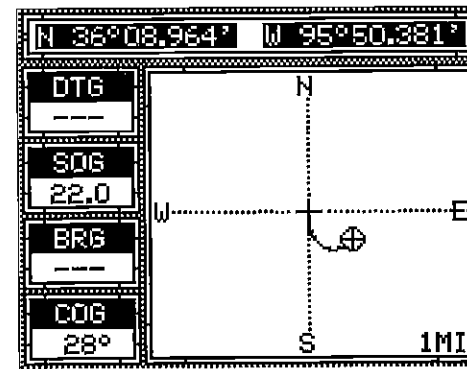 N 36°08.964' W 95°50.381'
DTG
---
SOG
22.0
BRG
---
COG
28°
N
W E
S
1MI